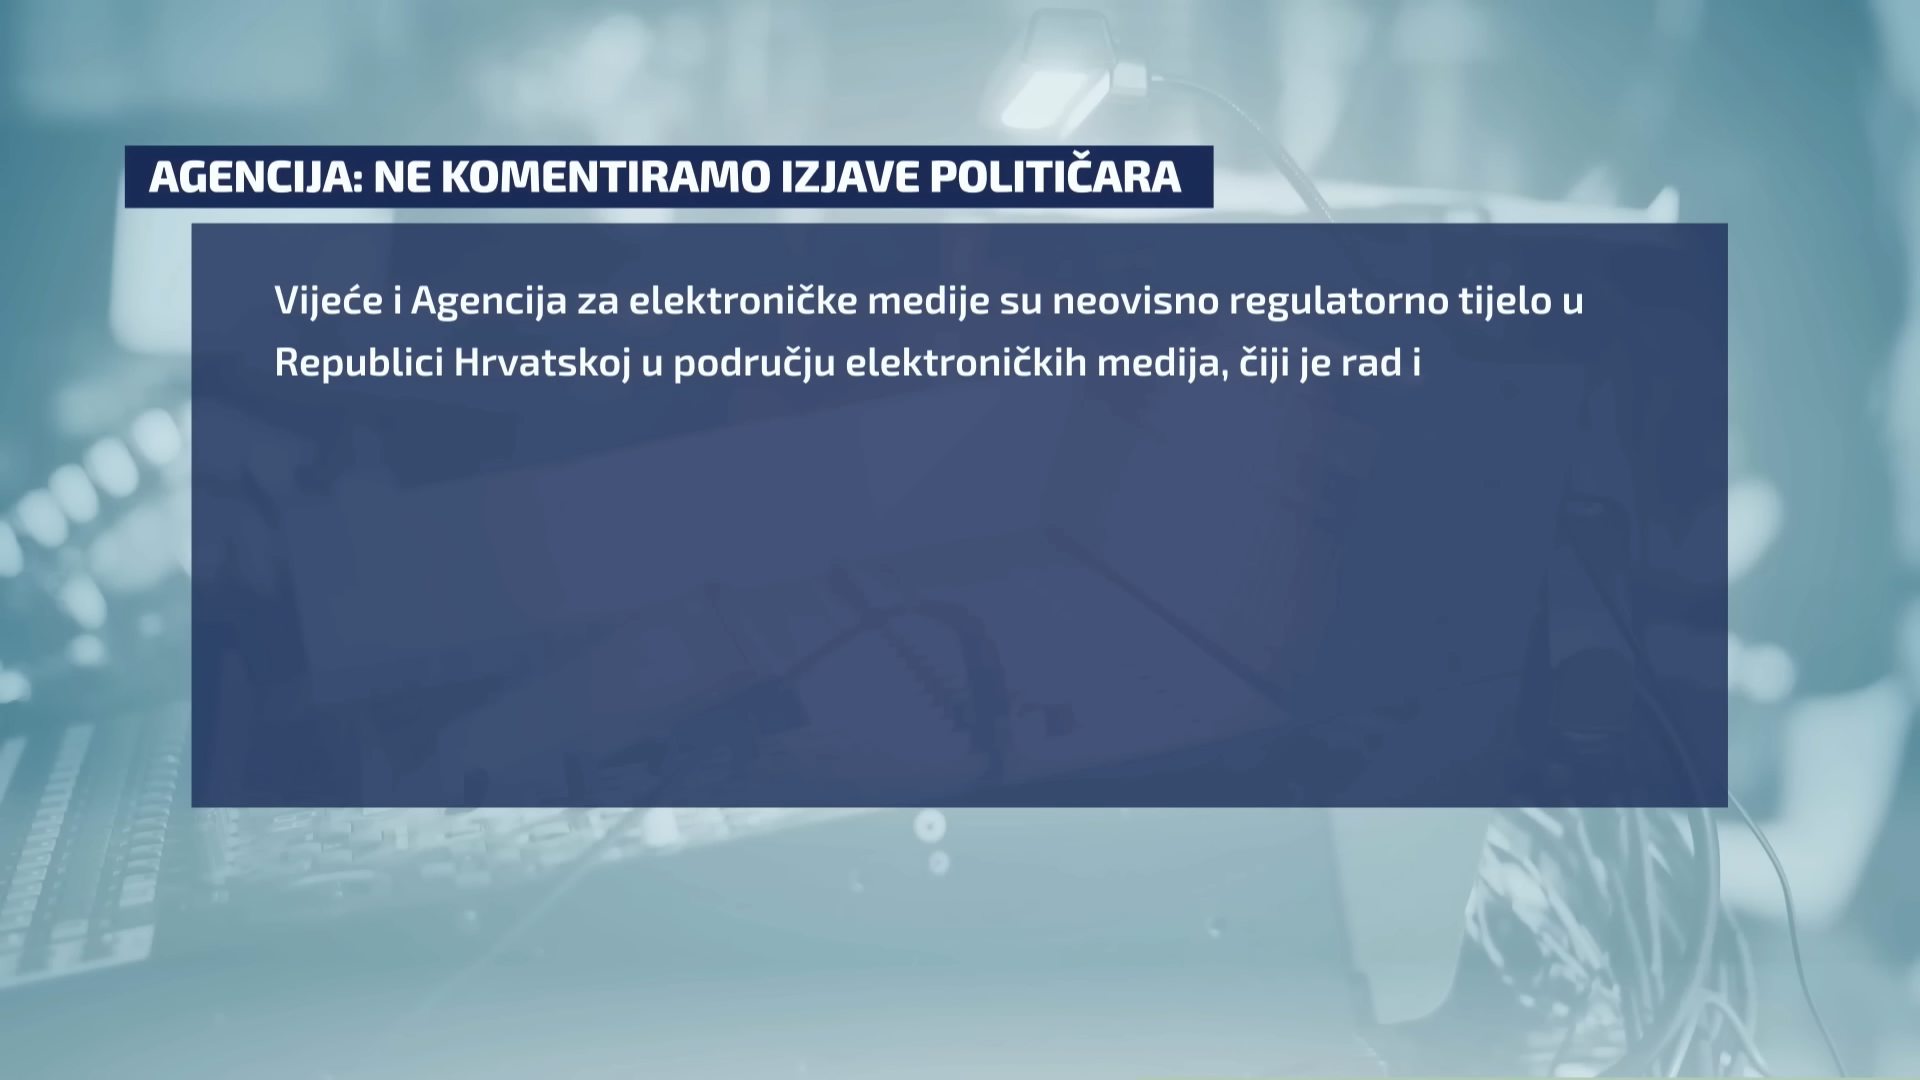 AGENCIJA: NE KOMENTIRAMO IZJAVE POLITIČARA
Vijeće i Agencija za elektroničke medije su neovisno regulatorno tijelo u
Republici Hrvatskoj u području elektroničkih medija, čiji je rad i